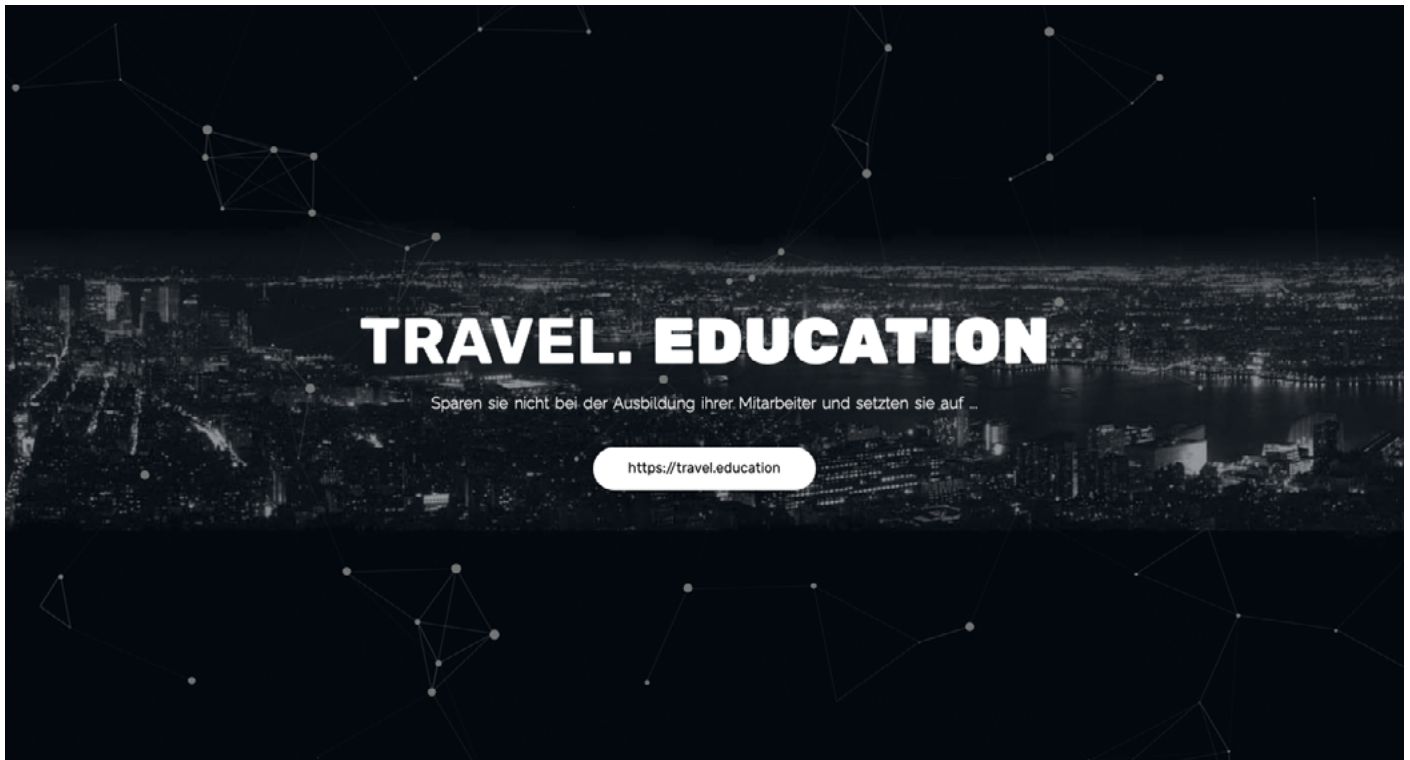 TRAVEL. EDUCATION
Sparen sie nicht bei der Ausbildung ihrer Mitarbeiter und setzten sie auf ...
https://travel.education